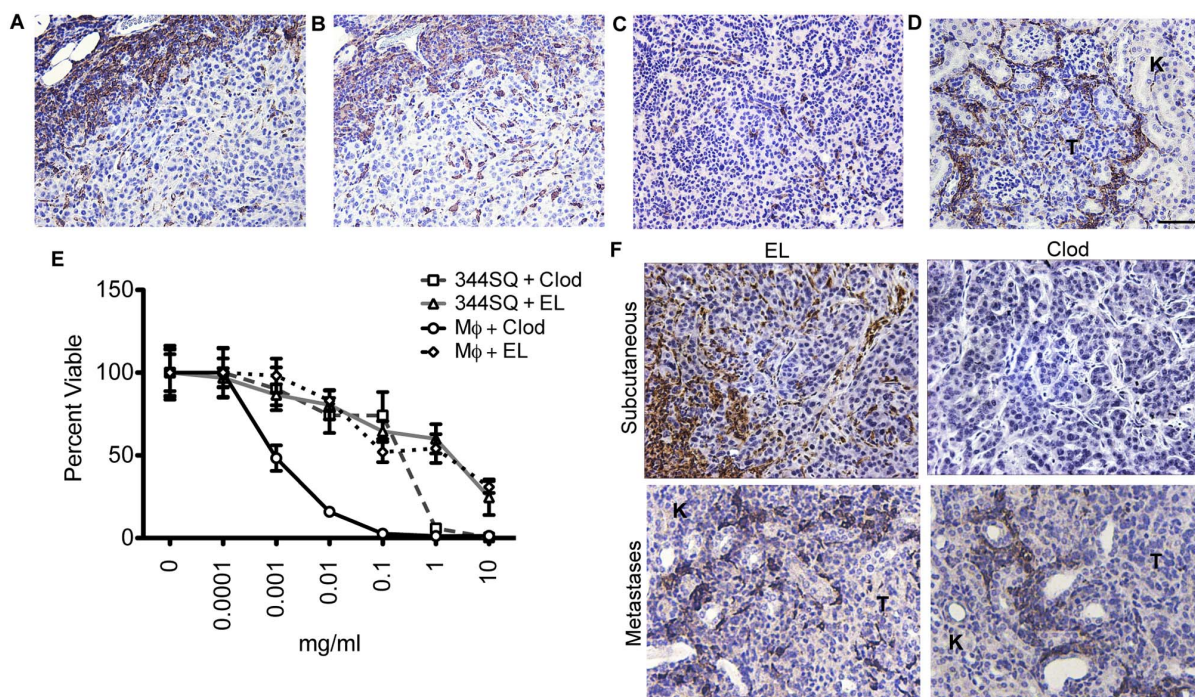 A
B
C
D
K
T
E
344SQ + Clod
344SQ + EL
Mϕ + Clod
Mϕ + EL
150
100
50
0
Percent Viable
0
0.0001
0.001
0.01
0.1
1
10
mg/ml
F
EL
Clod
Subcutaneous
Metastases
K
T
T
K